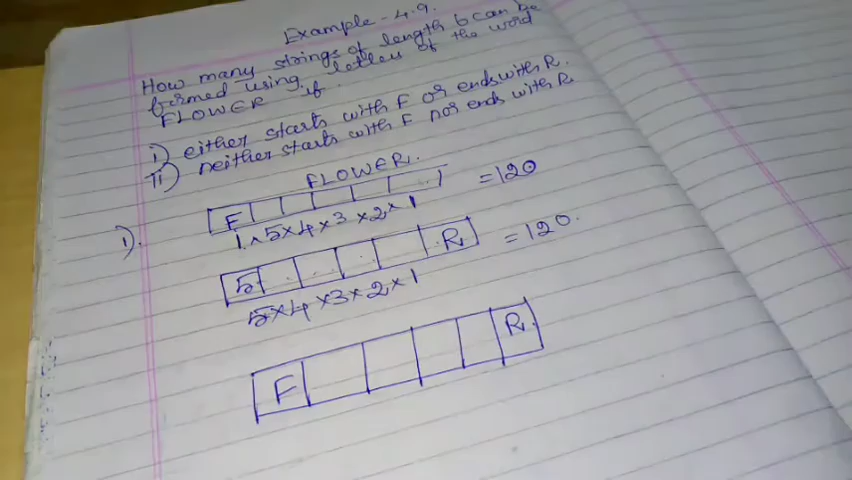 Example - 4.9.
How many strings of length 6 can be
formed using letters of the word
FLOWER if
i) either starts with F or ends with R.
ii) neither starts with F nor ends with R
FLOWER.
i). F = 120
1 × 5 × 4 × 3 × 2 × 1
5 R = 120.
5 × 4 × 3 × 2 × 1
F R